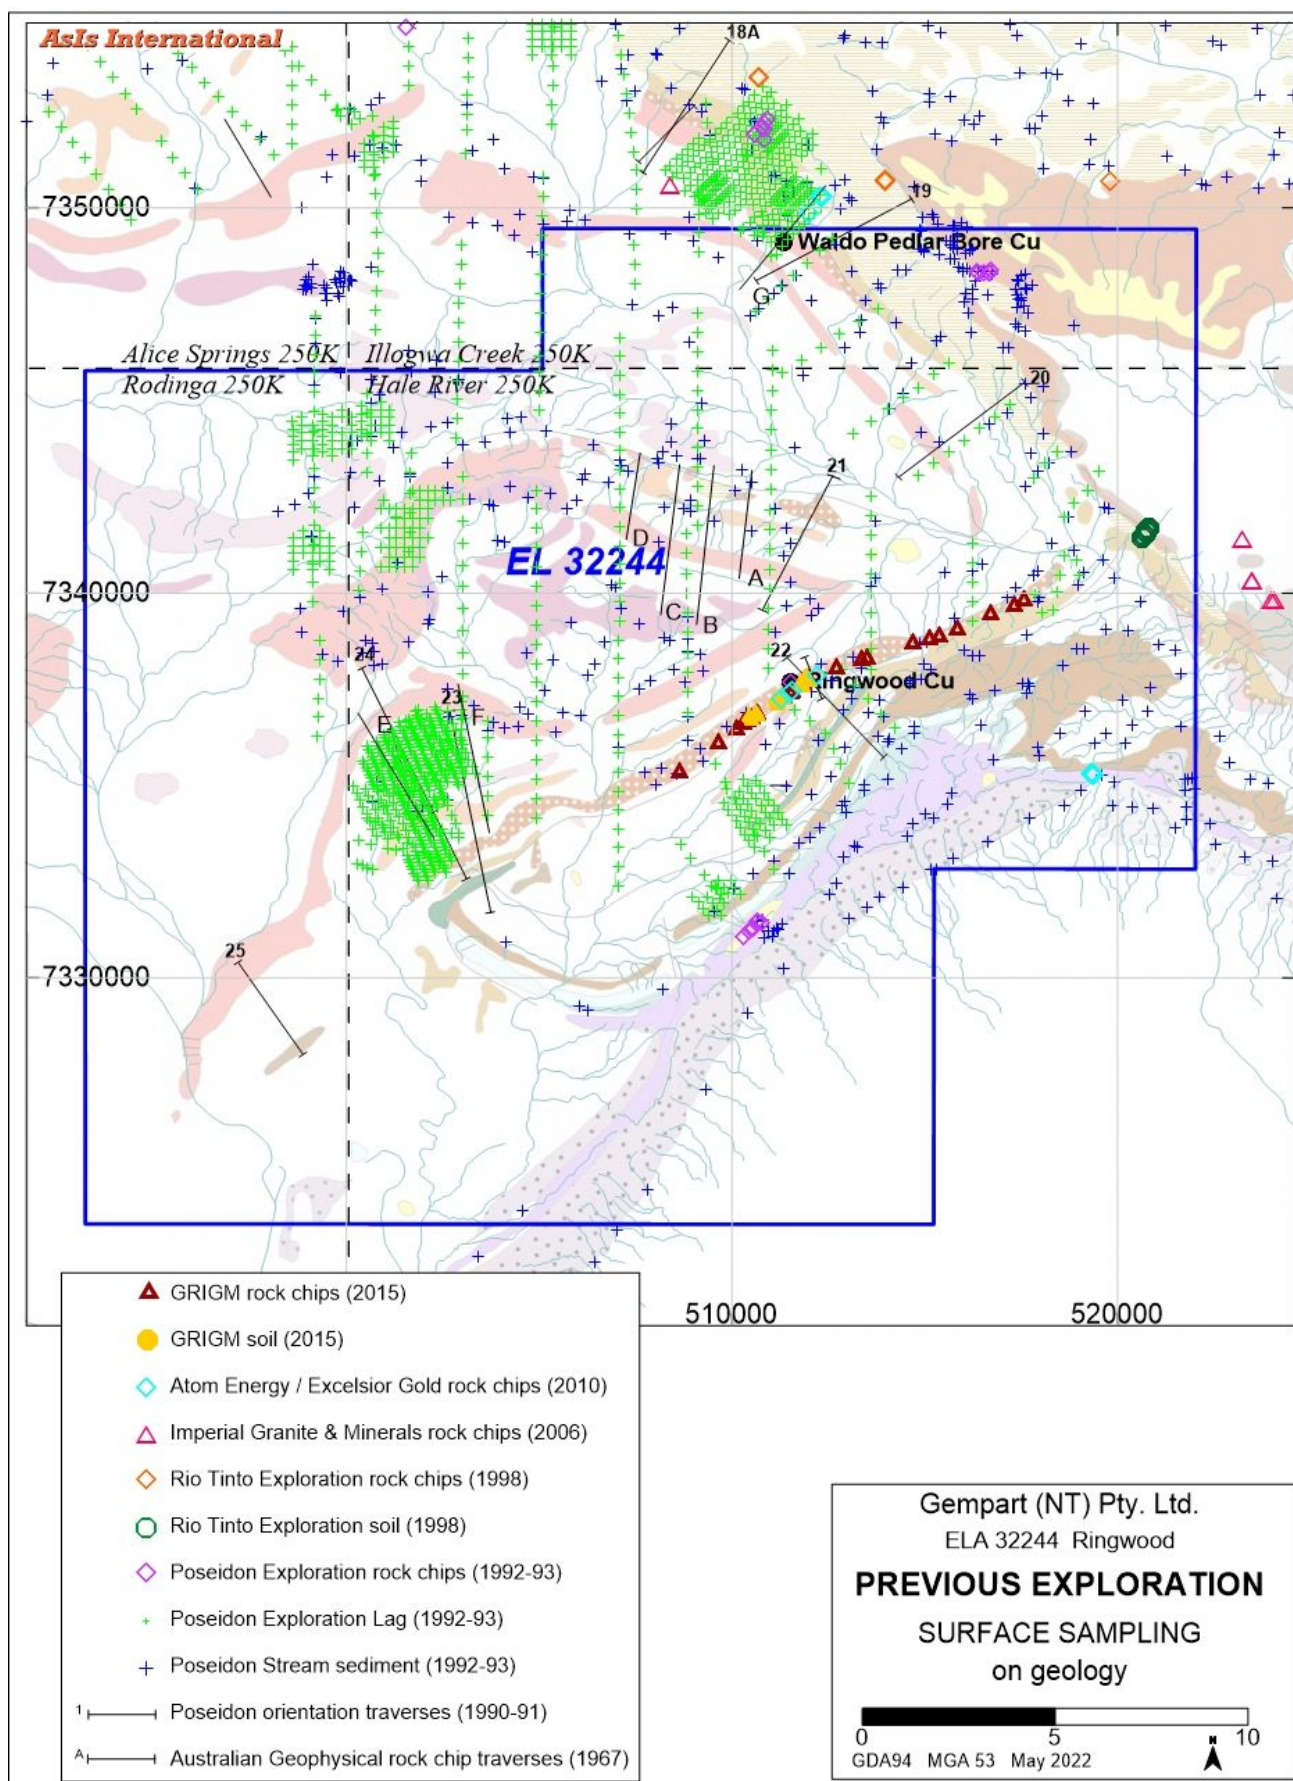 AsIs International
18A
7350000
19
Waldo Pedlar Bore Cu
G
Alice Springs 250K
Illogwa Creek 250K
Rodinga 250K
Hale River 250K
20
21
D
EL 32244
A
7340000
C
B
22
24
Ringwood Cu
23
F
E
25
7330000
510000
520000
GRIGM rock chips (2015)
GRIGM soil (2015)
Atom Energy / Excelsior Gold rock chips (2010)
Imperial Granite & Minerals rock chips (2006)
Rio Tinto Exploration rock chips (1998)
Rio Tinto Exploration soil (1998)
Poseidon Exploration rock chips (1992-93)
Poseidon Exploration Lag (1992-93)
Poseidon Stream sediment (1992-93)
1 Poseidon orientation traverses (1990-91)
A Australian Geophysical rock chip traverses (1967)
Gempart (NT) Pty. Ltd.
ELA 32244 Ringwood
PREVIOUS EXPLORATION
SURFACE SAMPLING
on geology
0 5 10
GDA94 MGA 53 May 2022
N